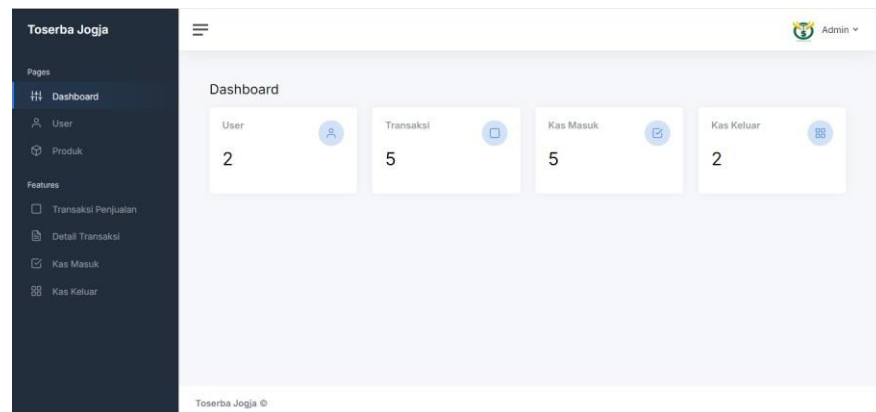 Toserba Jogja
Admin
Pages
Dashboard
User
Produk
Features
Transaksi Penjualan
Detail Transaksi
Kas Masuk
Kas Keluar
Dashboard
User
2
Transaksi
5
Kas Masuk
5
Kas Keluar
2
Toserba Jogja ©